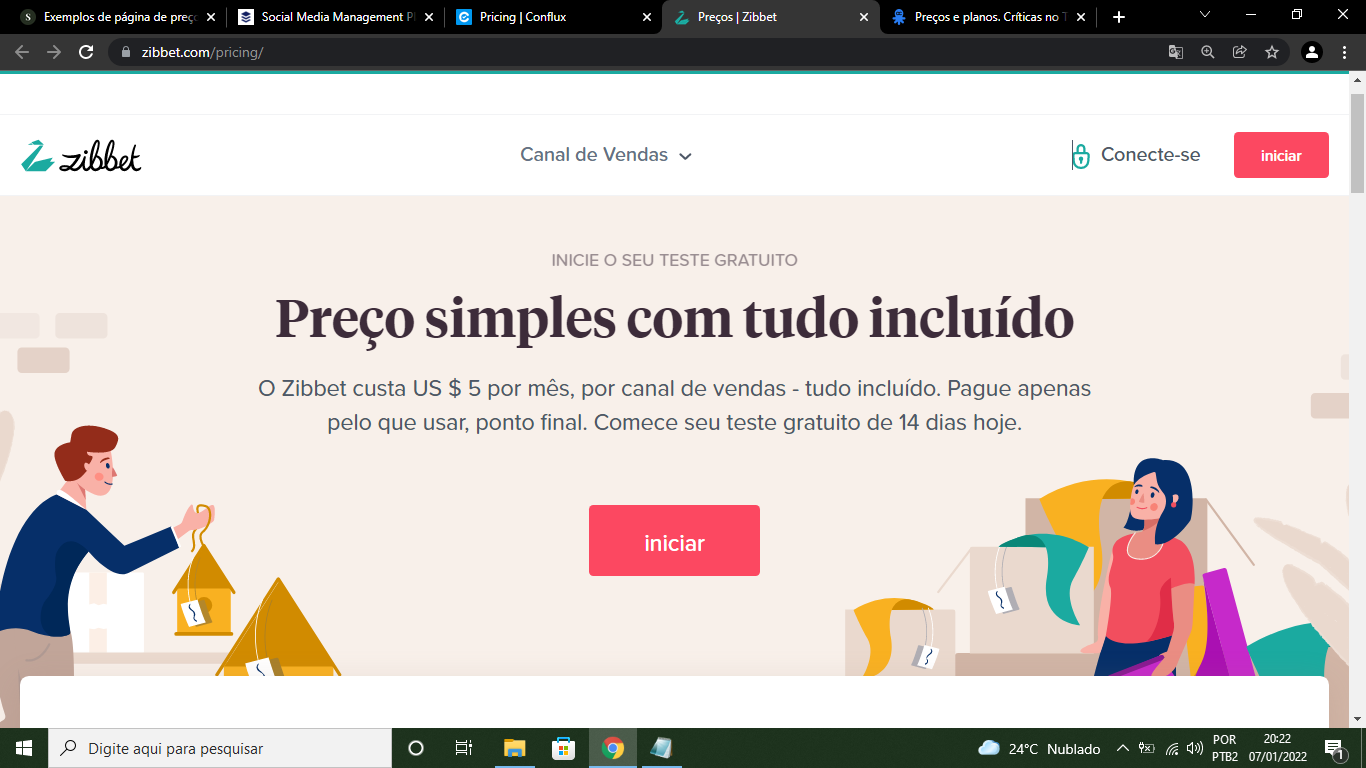 Exemplos de página de preço
Social Media Management Pl
Pricing | Conflux
Preços | Zibbet
Preços e planos. Críticas no T
zibbet.com/pricing/
zibbet
Canal de Vendas
Conecte-se
iniciar
INICIE O SEU TESTE GRATUITO
Preço simples com tudo incluído
O Zibbet custa US $ 5 por mês, por canal de vendas - tudo incluído. Pague apenas
pelo que usar, ponto final. Comece seu teste gratuito de 14 dias hoje.
iniciar
Digite aqui para pesquisar
24°C Nublado
POR
PTB2
20:22
07/01/2022
1